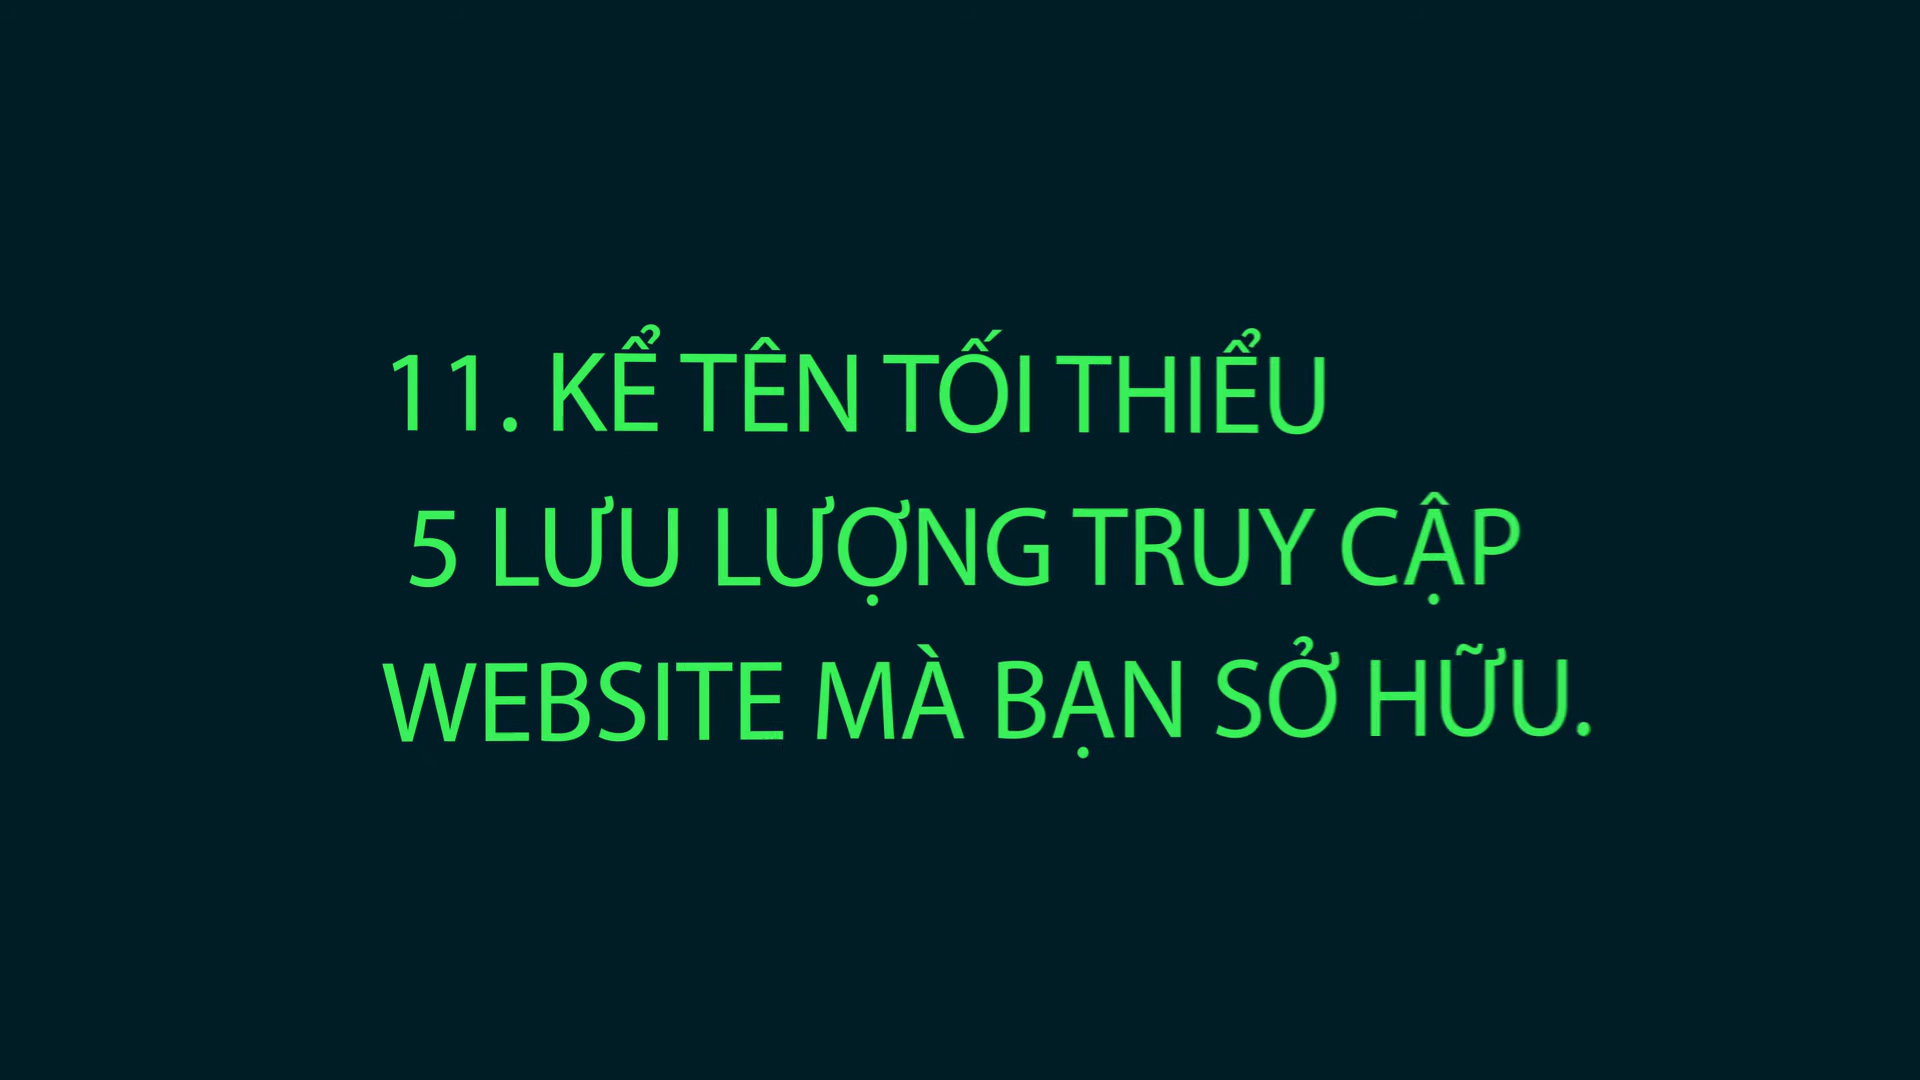 11. KỂ TÊN TỐI THIỂU
5 LƯU LƯỢNG TRUY CẬP
WEBSITE MÀ BẠN SỞ HỮU.